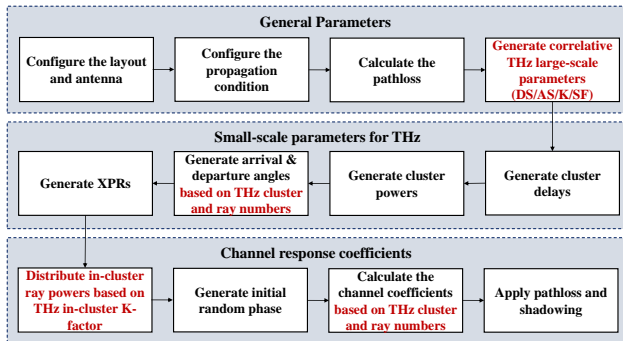 General Parameters
Configure the layout
and antenna
Configure the
propagation
condition
Calculate the
pathloss
Generate correlative
THz large-scale
parameters
(DS/AS/K/SF)
Small-scale parameters for THz
Generate XPRs
Generate arrival &
departure angles
based on THz cluster
and ray numbers
Generate cluster
powers
Generate cluster
delays
Channel response coefficients
Distribute in-cluster
ray powers based on
THz in-cluster K-
factor
Generate initial
random phase
Calculate the
channel coefficients
based on THz cluster
and ray numbers
Apply pathloss and
shadowing